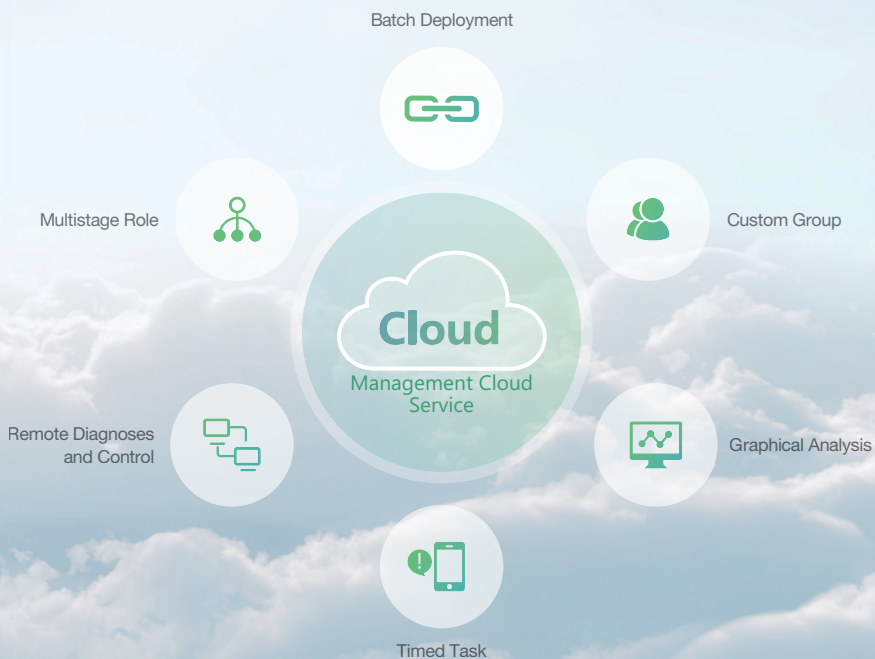 Batch Deployment
Multistage Role
Custom Group
Cloud
Management Cloud
Service
Remote Diagnoses
and Control
Graphical Analysis
Timed Task